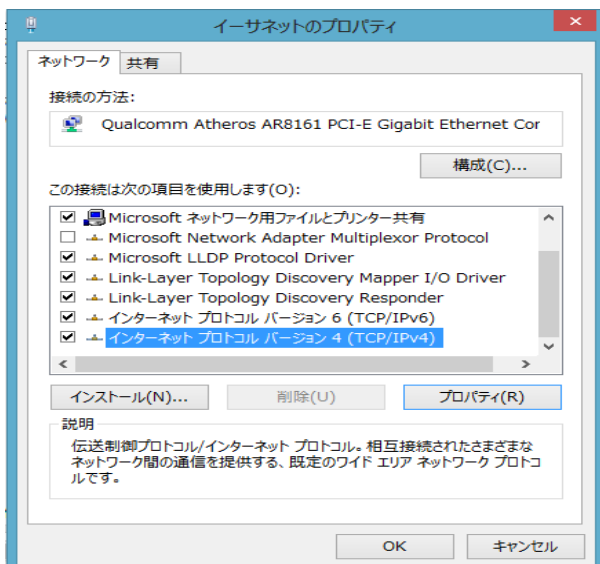 イーサネットのプロパティ
ネットワーク 共有
接続の方法:
Qualcomm Atheros AR8161 PCI-E Gigabit Ethernet Cor
構成(C)...
この接続は次の項目を使用します(O):
Microsoft ネットワーク用ファイルとプリンター共有
Microsoft Network Adapter Multiplexor Protocol
Microsoft LLDP Protocol Driver
Link-Layer Topology Discovery Mapper I/O Driver
Link-Layer Topology Discovery Responder
インターネット プロトコル バージョン 6 (TCP/IPv6)
インターネット プロトコル バージョン 4 (TCP/IPv4)
インストール(N)... 削除(U) プロパティ(R)
説明
伝送制御プロトコル/インターネット プロトコル。相互接続されたさまざまな
ネットワーク間の通信を提供する、既定のワイド エリア ネットワーク プロトコ
ルです。
OK キャンセル